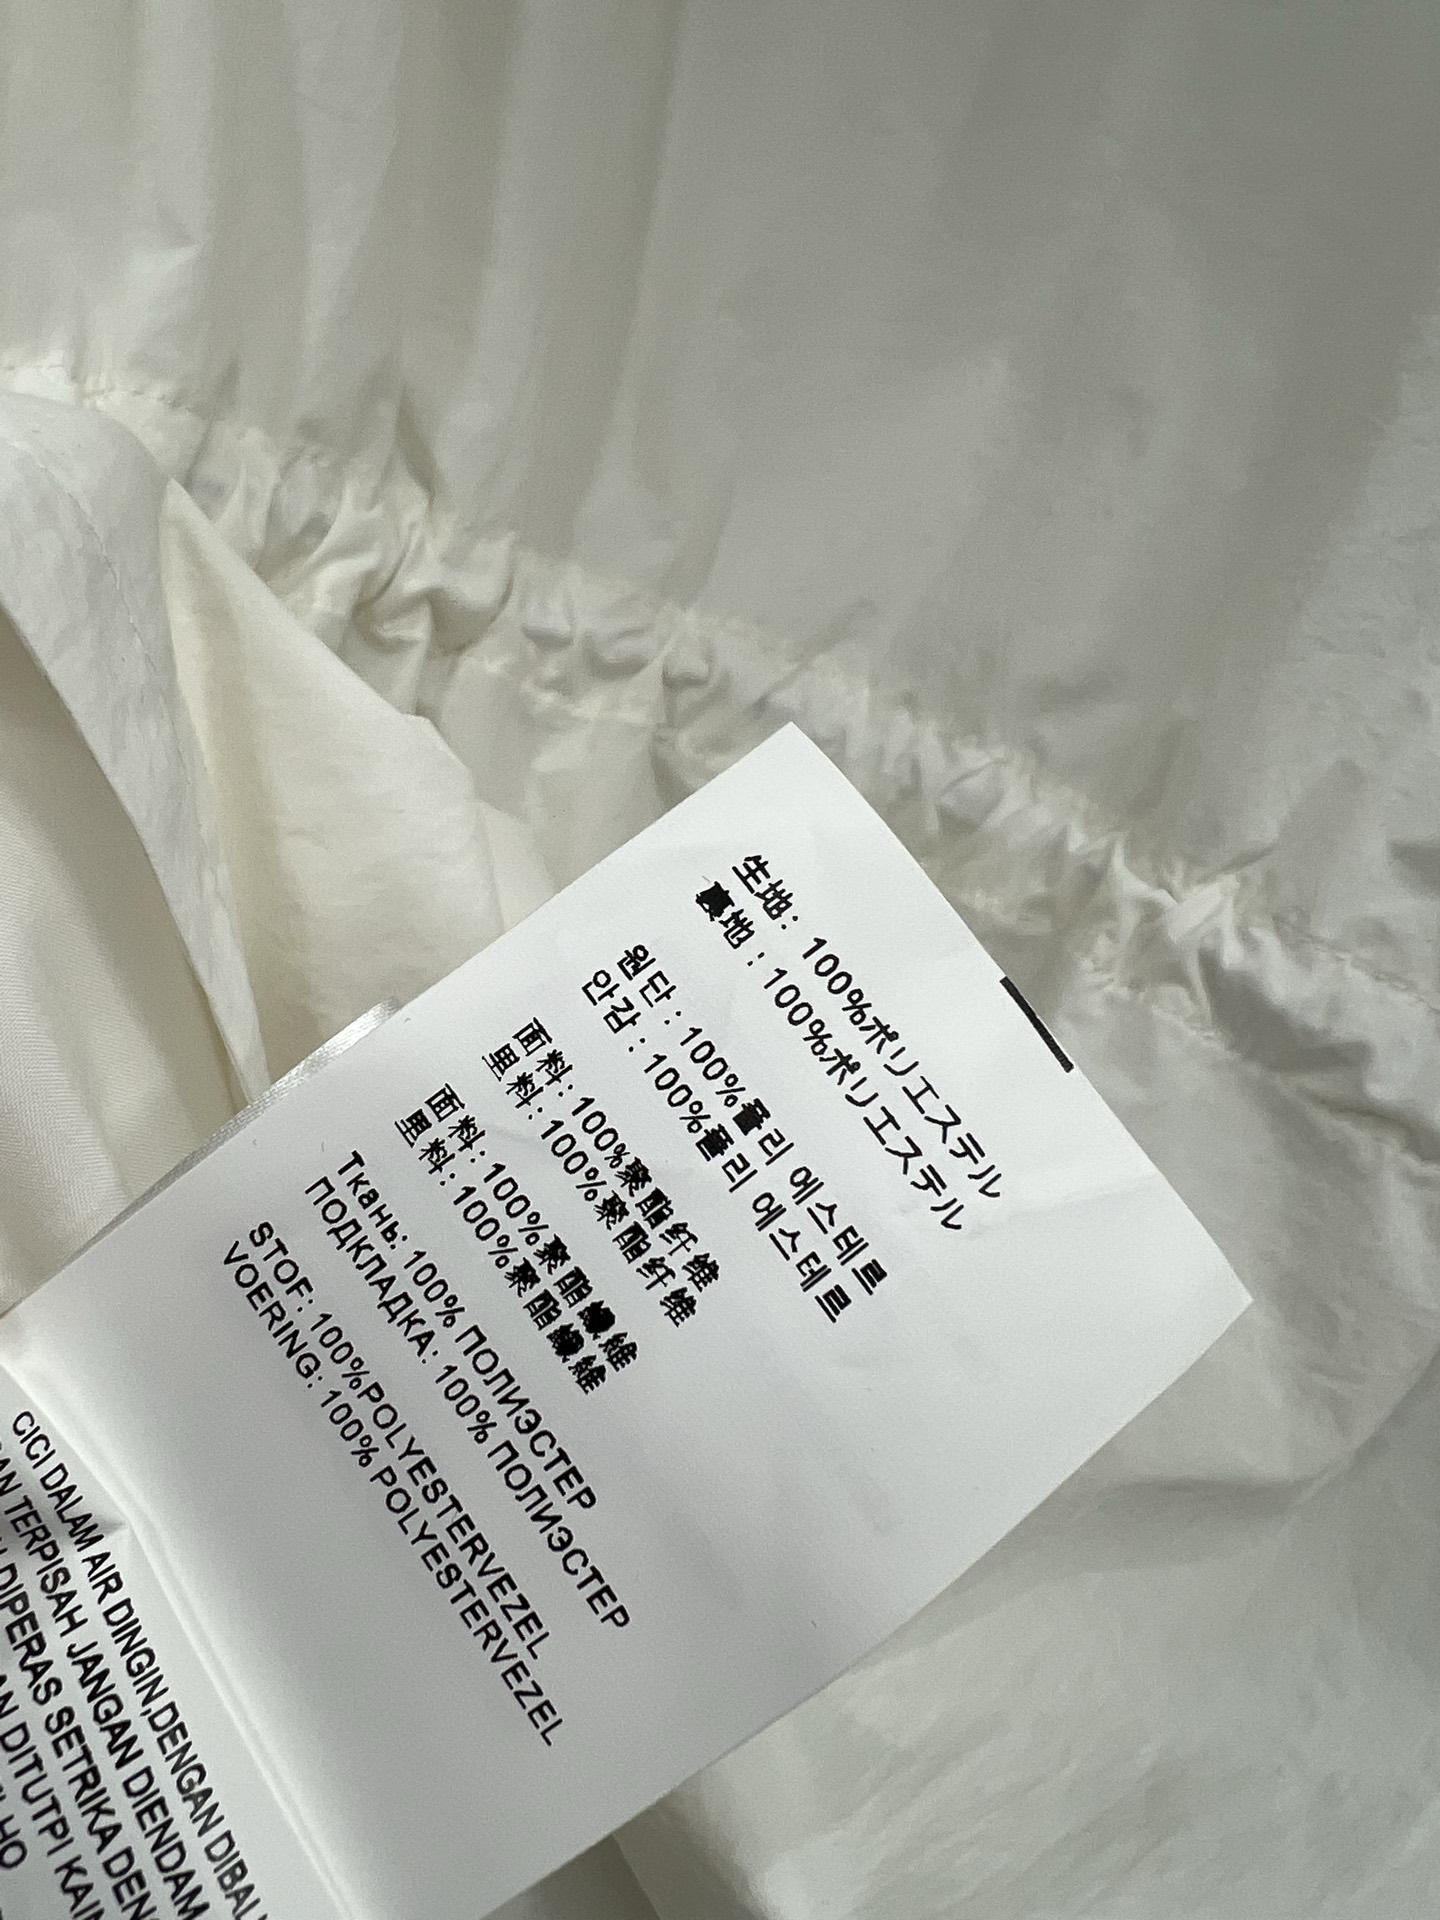 生地: 100%ポリエステル
裏地: 100%ポリエステル
원단: 100%폴리 에스테르
안감: 100%폴리 에스테르
面料: 100%聚酯纤维
里料: 100%聚酯纤维
面料: 100%聚酯纖維
里料: 100%聚酯纖維
Ткань: 100% ПОЛИЭСТЕР
ПОДКЛАДКА: 100% ПОЛИЭСТЕР
STOF: 100%POLYESTERVEZEL
VOERING: 100% POLYESTERVEZEL
CICI DALAM AIR DINGIN,DENGAN
TERPISAH JANGAN
DIPERAS SETRIKA
DITUTPI